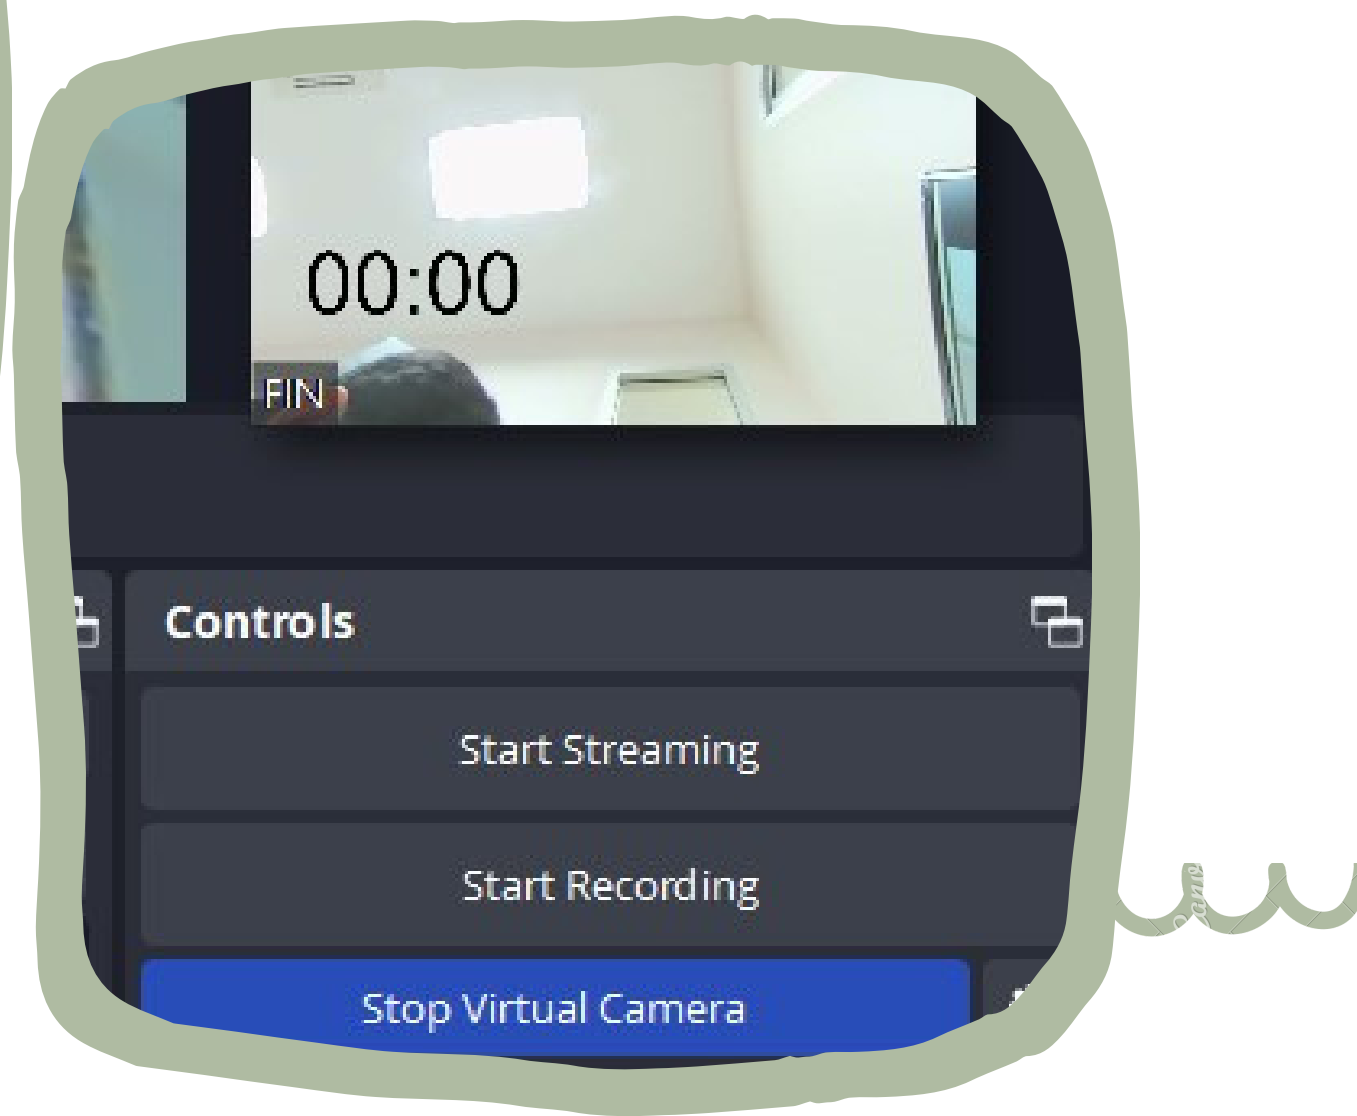 00:00
FIN
Controls
Start Streaming
Start Recording
Stop Virtual Camera